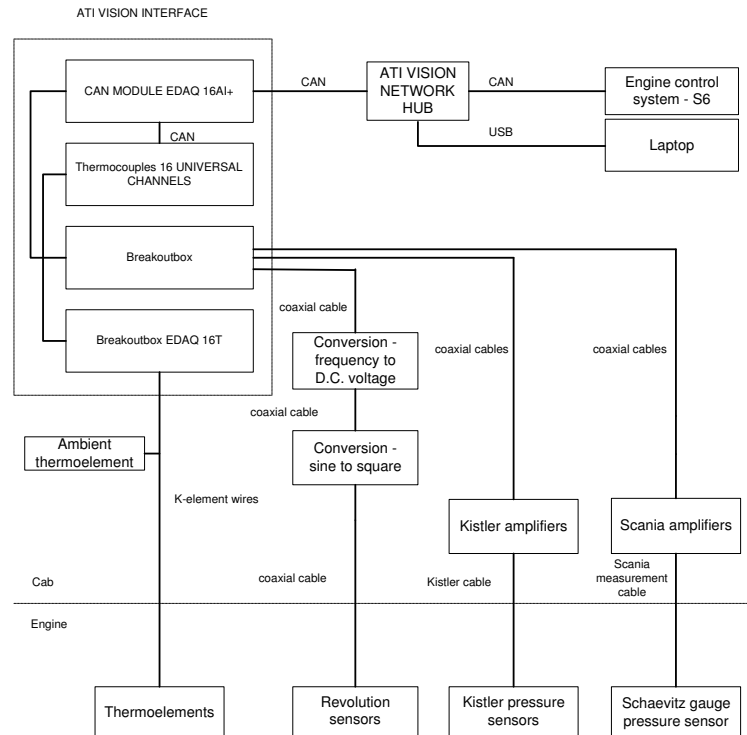 ATI VISION INTERFACE
CAN MODULE EDAQ 16AI+
CAN
ATI VISION
NETWORK
HUB
CAN
Engine control
system - S6
CAN
USB
Laptop
Thermocouples 16 UNIVERSAL
CHANNELS
Breakoutbox
Breakoutbox EDAQ 16T
coaxial cable
Conversion -
frequency to
D.C. voltage
coaxial cables
coaxial cables
coaxial cable
Ambient
thermoelement
Conversion -
sine to square
K-element wires
Kistler amplifiers
Scania amplifiers
Cab
coaxial cable
Kistler cable
Scania
measurement
cable
Engine
Thermoelements
Revolution
sensors
Kistler pressure
sensors
Schaevitz gauge
pressure sensor